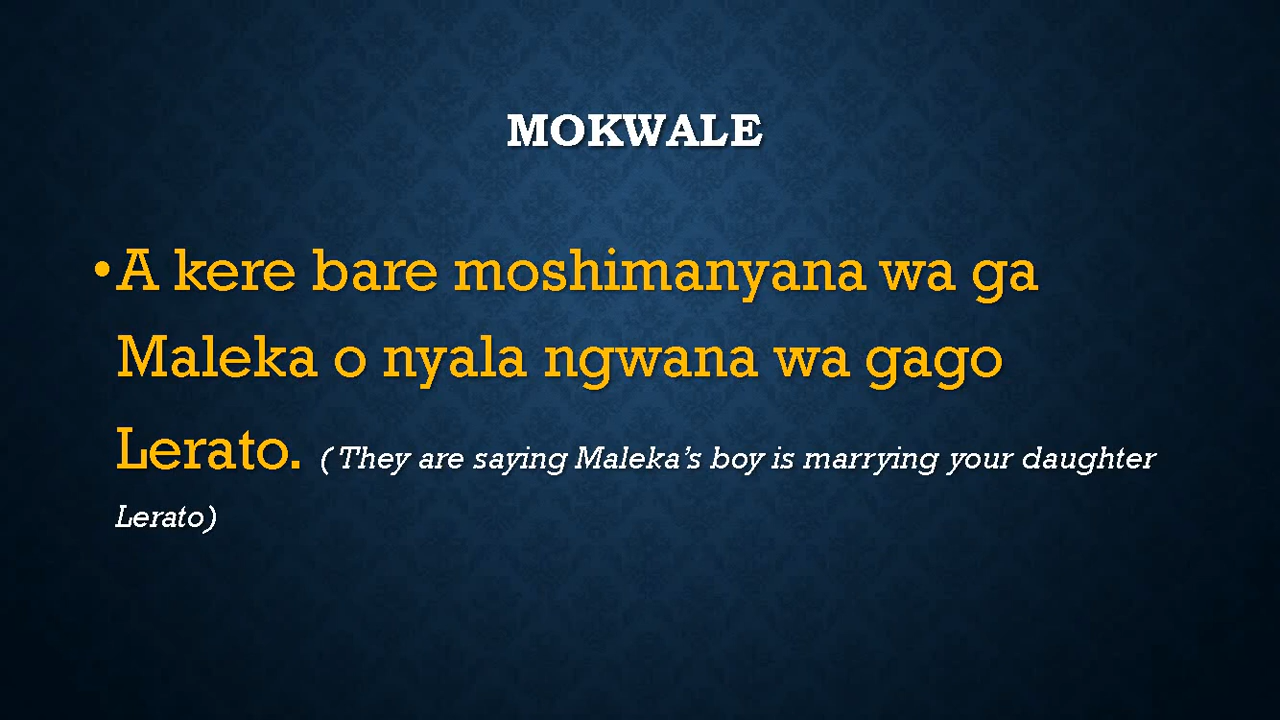 MOKWALE
•A kere bare moshimanyana wa ga
Maleka o nyala ngwana wa gago
Lerato. (They are saying Maleka’s boy is marrying your daughter
Lerato)